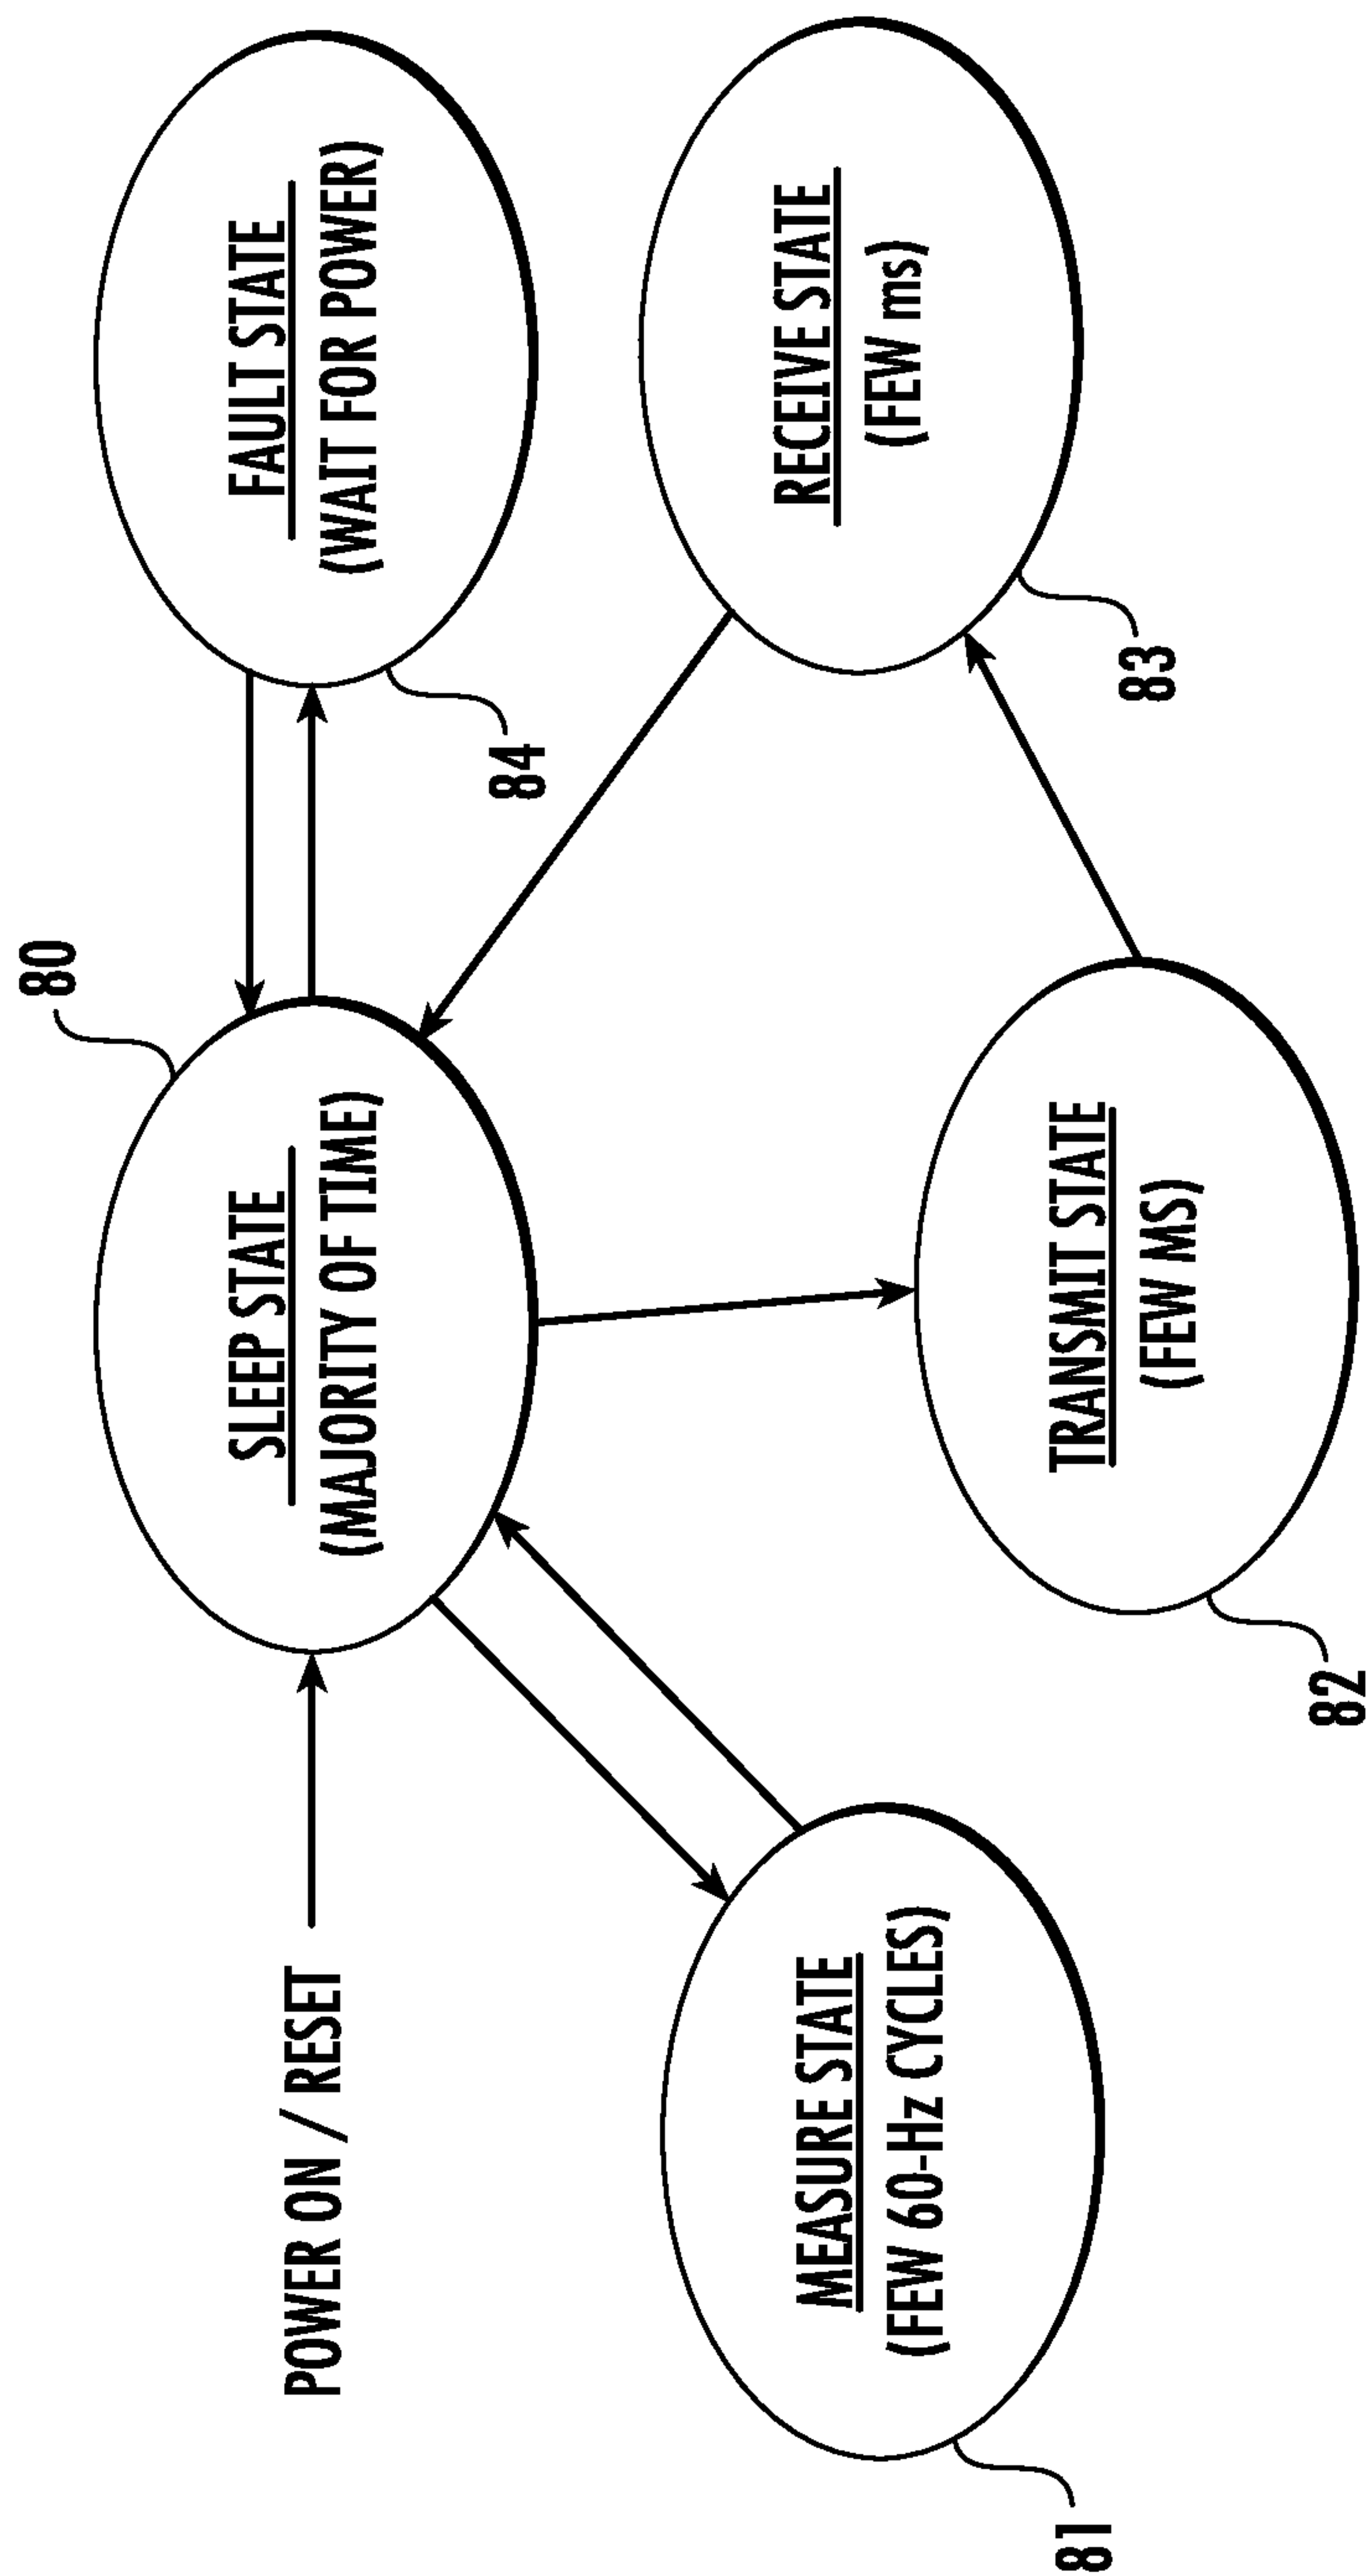 POWER ON / RESET
80
SLEEP STATE
(MAJORITY OF TIME)
FAULT STATE
(WAIT FOR POWER)
84
MEASURE STATE
(FEW 60-Hz CYCLES)
81
TRANSMIT STATE
(FEW MS)
82
RECEIVE STATE
(FEW ms)
83